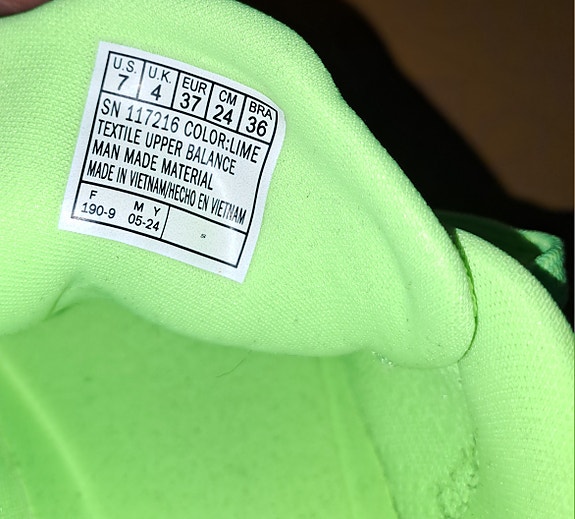 U.S. U.K. EUR CM BRA
7 4 37 24 36
SN 117216 COLOR:LIME
TEXTILE UPPER BALANCE
MAN MADE MATERIAL
MADE IN VIETNAM/HECHO EN VIETNAM
F M Y
190-9 05-24